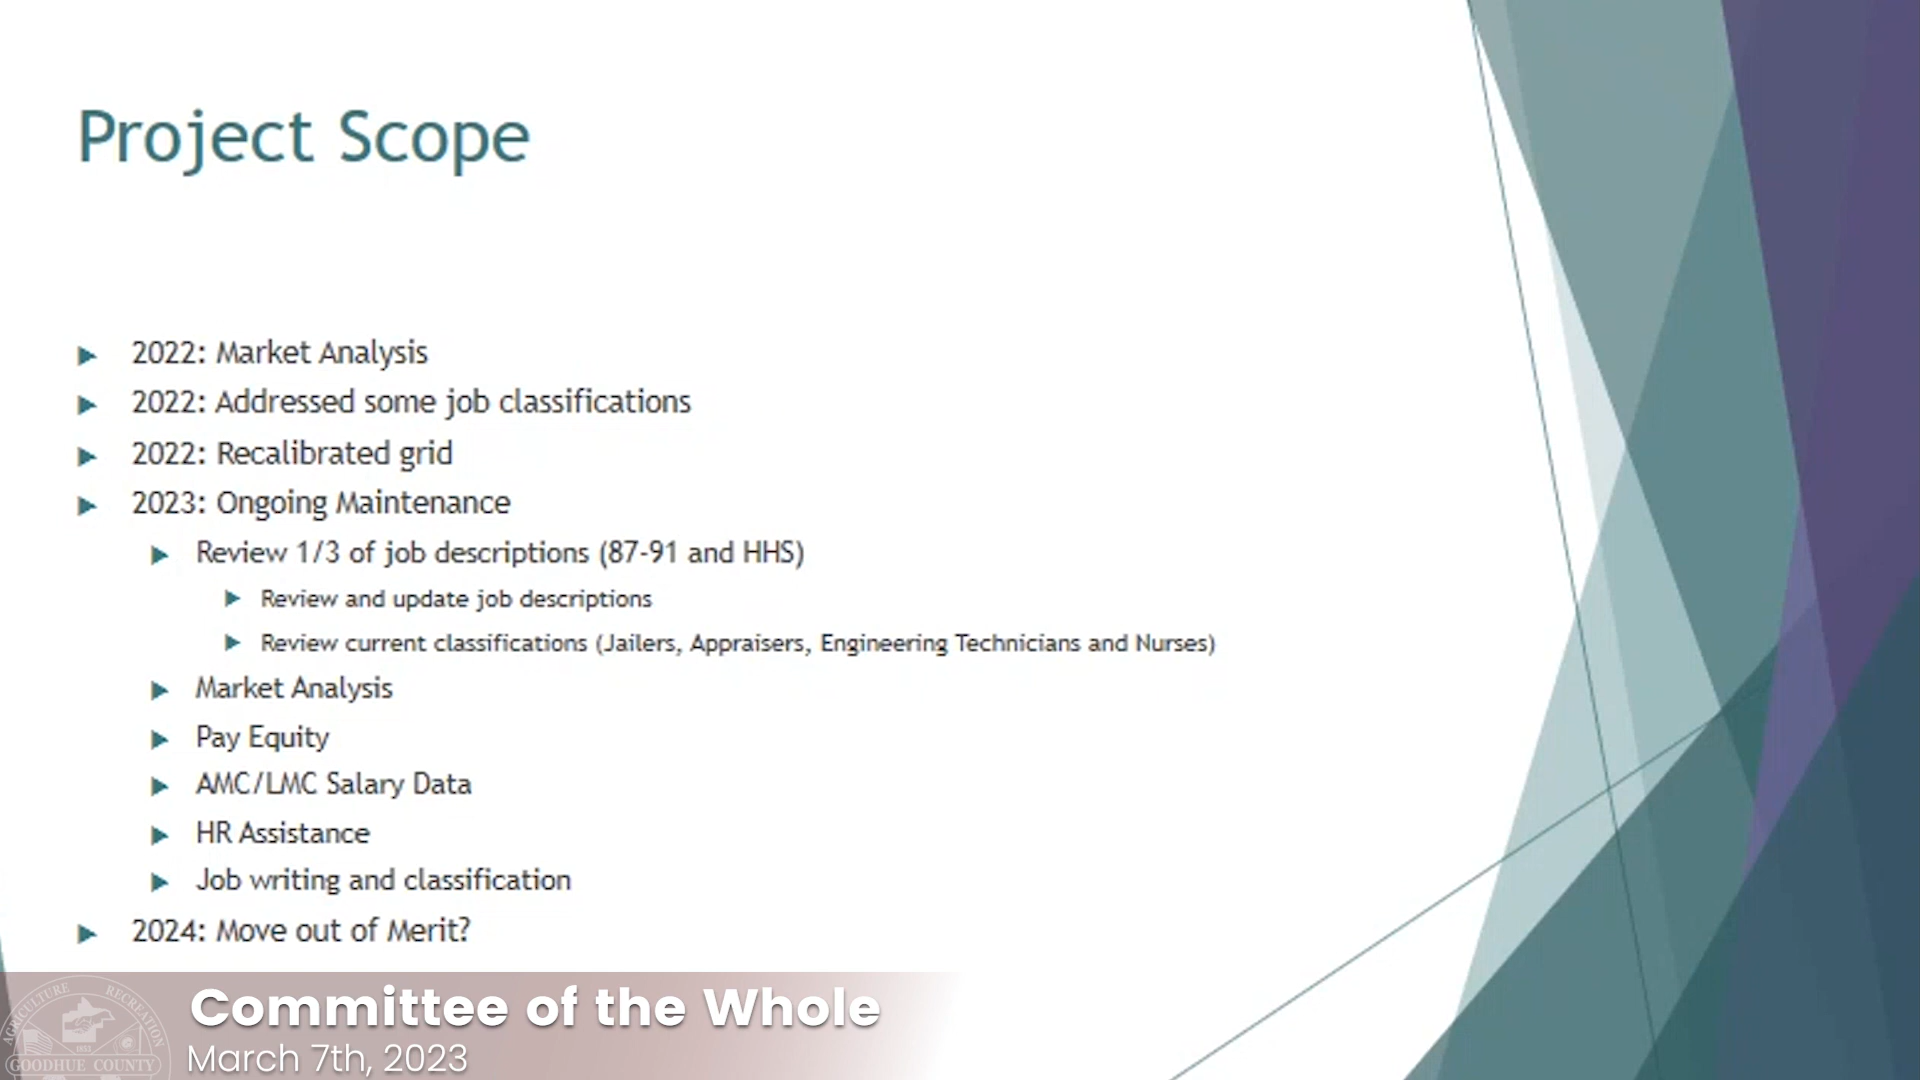 Project Scope
2022: Market Analysis
2022: Addressed some job classifications
2022: Recalibrated grid
2023: Ongoing Maintenance
Review 1/3 of job descriptions (87-91 and HHS)
Review and update job descriptions
Review current classifications (Jailers, Appraisers, Engineering Technicians and Nurses)
Market Analysis
Pay Equity
AMC/LMC Salary Data
HR Assistance
Job writing and classification
2024: Move out of Merit?
Committee of the Whole
March 7th, 2023
AGRICULTURE RECREATION
1853
GOODHUE COUNTY